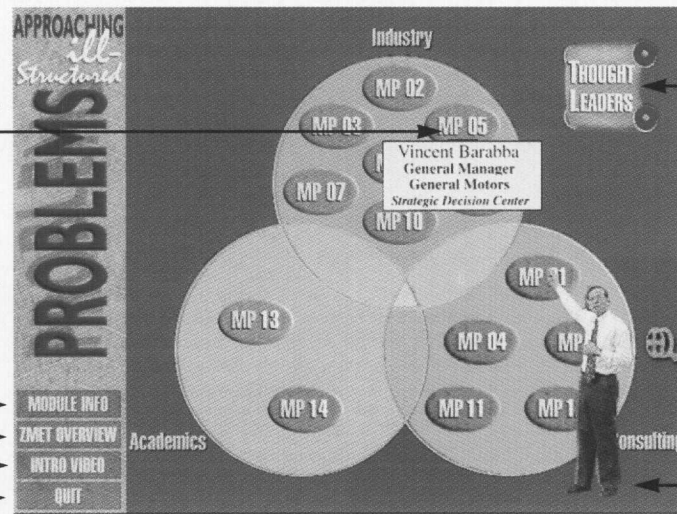 APPROACHING
ill-
Structured
PROBLEMS
MODULE INFO
ZMET OVERVIEW
INTRO VIDEO
QUIT
Industry
THOUGHT
LEADERS
MP 02
MP 03
MP 05
Vincent Barabba
General Manager
General Motors
Strategic Decision Center
MP 07
MP 10
MP 01
MP 13
MP 04
MP 14
MP 11
Academics